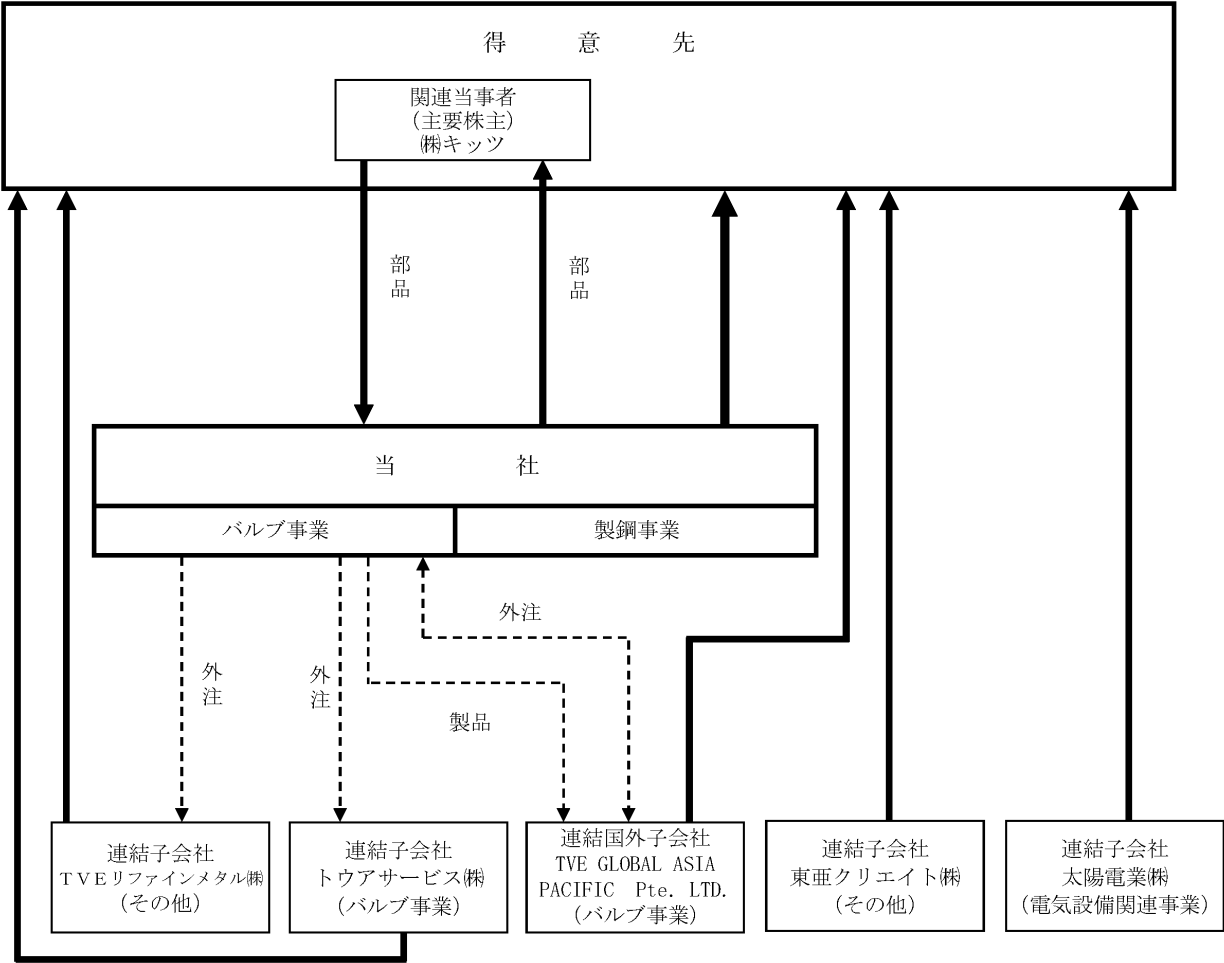 得意先
関連当事者
（主要株主）
㈱キッツ
部品
部品
当社
バルブ事業
製鋼事業
外注
外注
外注
製品
連結子会社
ＴＶＥリファインメタル㈱
（その他）
連結子会社
トウアサービス㈱
（バルブ事業）
連結国外子会社
TVE GLOBAL ASIA
PACIFIC Pte. LTD.
（バルブ事業）
連結子会社
東亜クリエイト㈱
（その他）
連結子会社
太陽電業㈱
（電気設備関連事業）